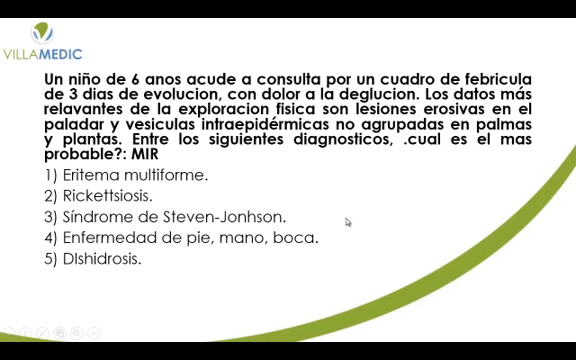 VILLAMEDIC
Un niño de 6 anos acude a consulta por un cuadro de febricula
de 3 dias de evolucion, con dolor a la deglucion. Los datos más
relavantes de la exploracion fisica son lesiones erosivas en el
paladar y vesiculas intraepidérmicas no agrupadas en palmas
y plantas. Entre los siguientes diagnosticos, .cual es el mas
probable?: MIR
1) Eritema multiforme.
2) Rickettsiosis.
3) Síndrome de Steven-Jonhson.
4) Enfermedad de pie, mano, boca.
5) DIshidrosis.